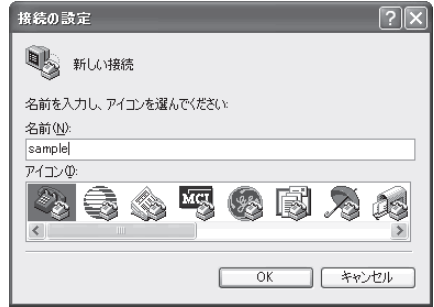 接続の設定
新しい接続
名前を入力し、アイコンを選んでください:
名前(N):
sample
アイコン(I):
MCI
OK
キャンセル